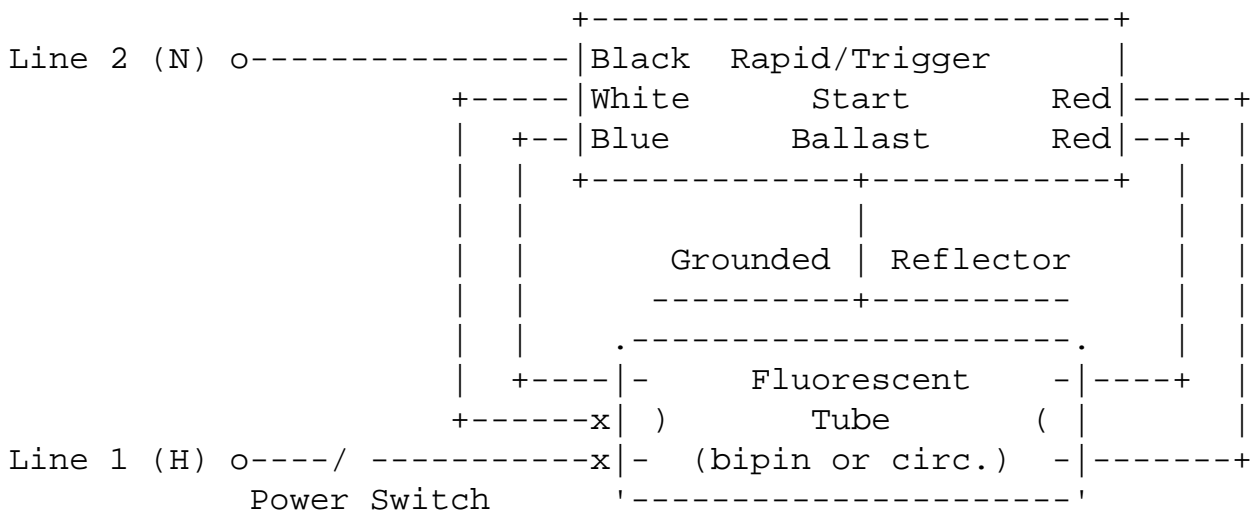 Line 2 (N) o----------------|Black Rapid/Trigger |
+-----|White Start Red|-----+
| +--|Blue Ballast Red|--+ |
Grounded | Reflector
| +----|- Fluorescent -|----+ |
+------x| ) Tube ( | |
Line 1 (H) o----/ -----------x|- (bipin or circ.) -|-------+
Power Switch